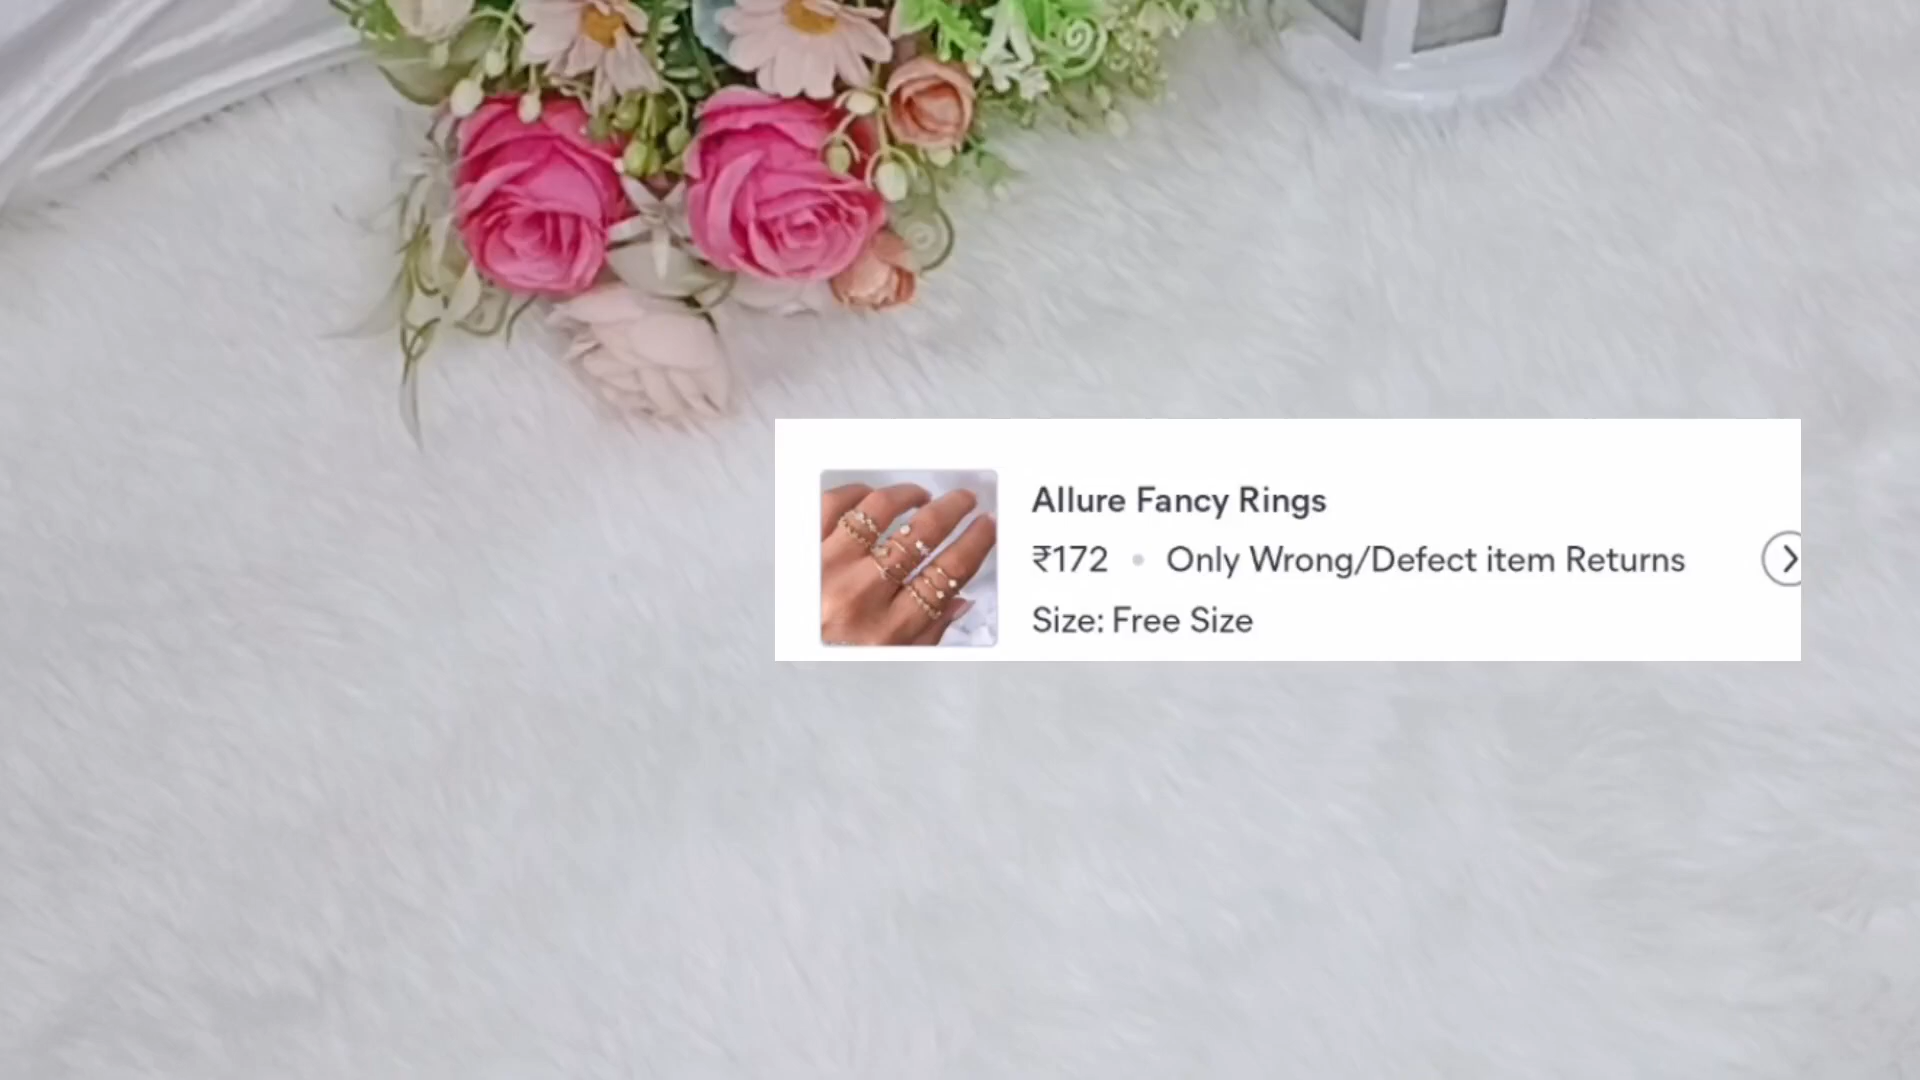 Allure Fancy Rings
₹172 • Only Wrong/Defect item Returns
Size: Free Size